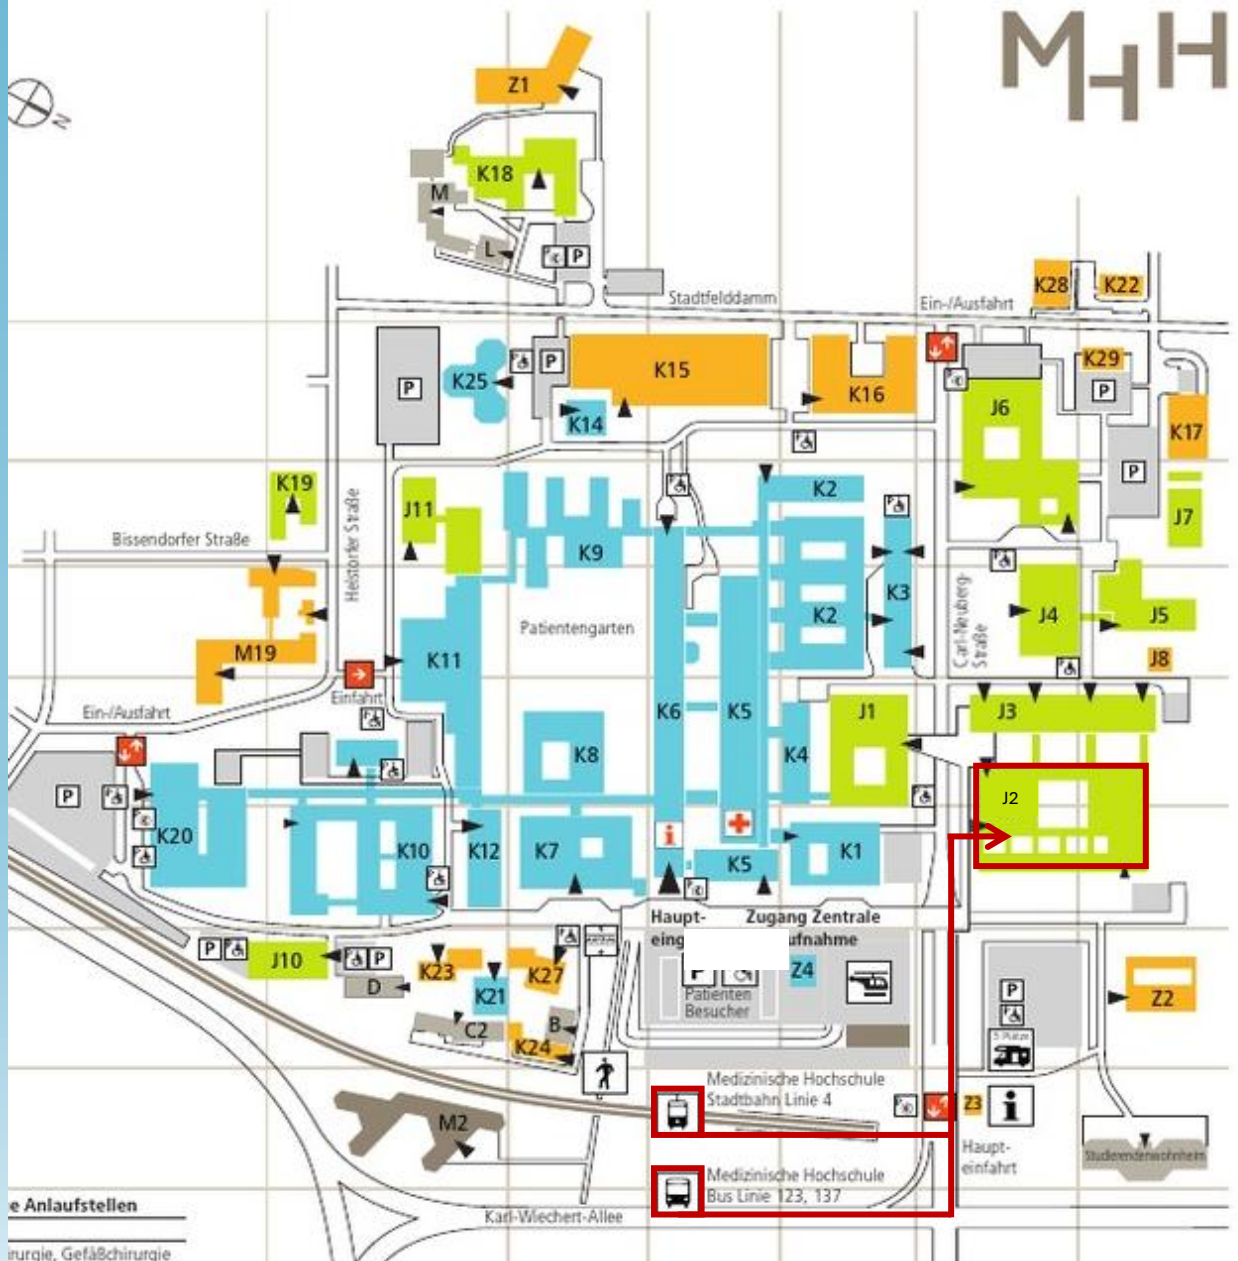 MHH
N
Z1
K18
M
L
P
Stadtfelddamm
Ein-/Ausfahrt
K28
K22
K25
P
K15
K16
K29
P
P
K14
J6
K17
P
K19
J11
K2
J7
Bissendorfer Straße
Heistorfer Straße
K9
K3
K2
Carl-Neuberg-
Straße
J4
J5
Patientengarten
M19
K11
J8
Einfahrt
Ein-/Ausfahrt
K6
K5
J1
J3
K8
K4
P
J2
K20
K10
K12
K7
i
K5
K1
Haupt-
eing
Zugang Zentrale
ufnahme
P
J10
P
K23
K27
P
Z4
D
K21
Patienten
Besucher
P
Z2
C2
B
K24
5 Plätze
Medizinische Hochschule
Stadtbahn Linie 4
Z3
i
M2
Haupt-
einfahrt
Studierendenwohnheim
Medizinische Hochschule
Bus Linie 123, 137
e Anlaufstellen
Karl-Wiechert-Allee
irurgie, Gefäßchirurgie